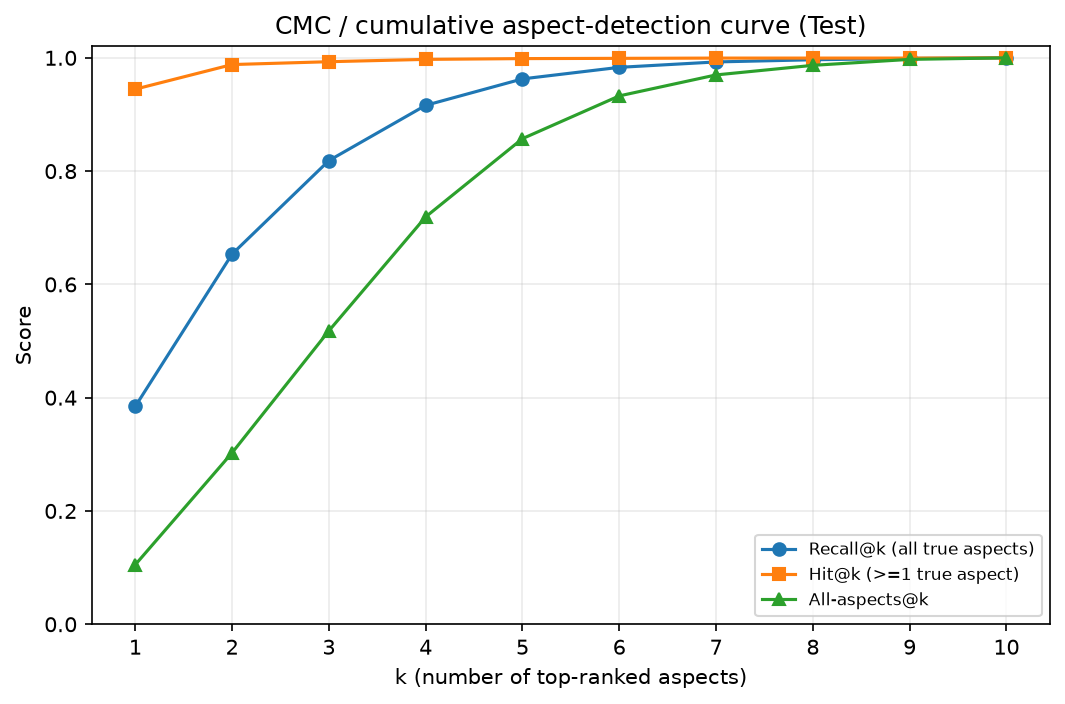 CMC / cumulative aspect-detection curve (Test)
1.0
0.8
0.6
0.4
0.2
0.0
Score
1 2 3 4 5 6 7 8 9 10
k (number of top-ranked aspects)
Recall@k (all true aspects)
Hit@k (>=1 true aspect)
All-aspects@k